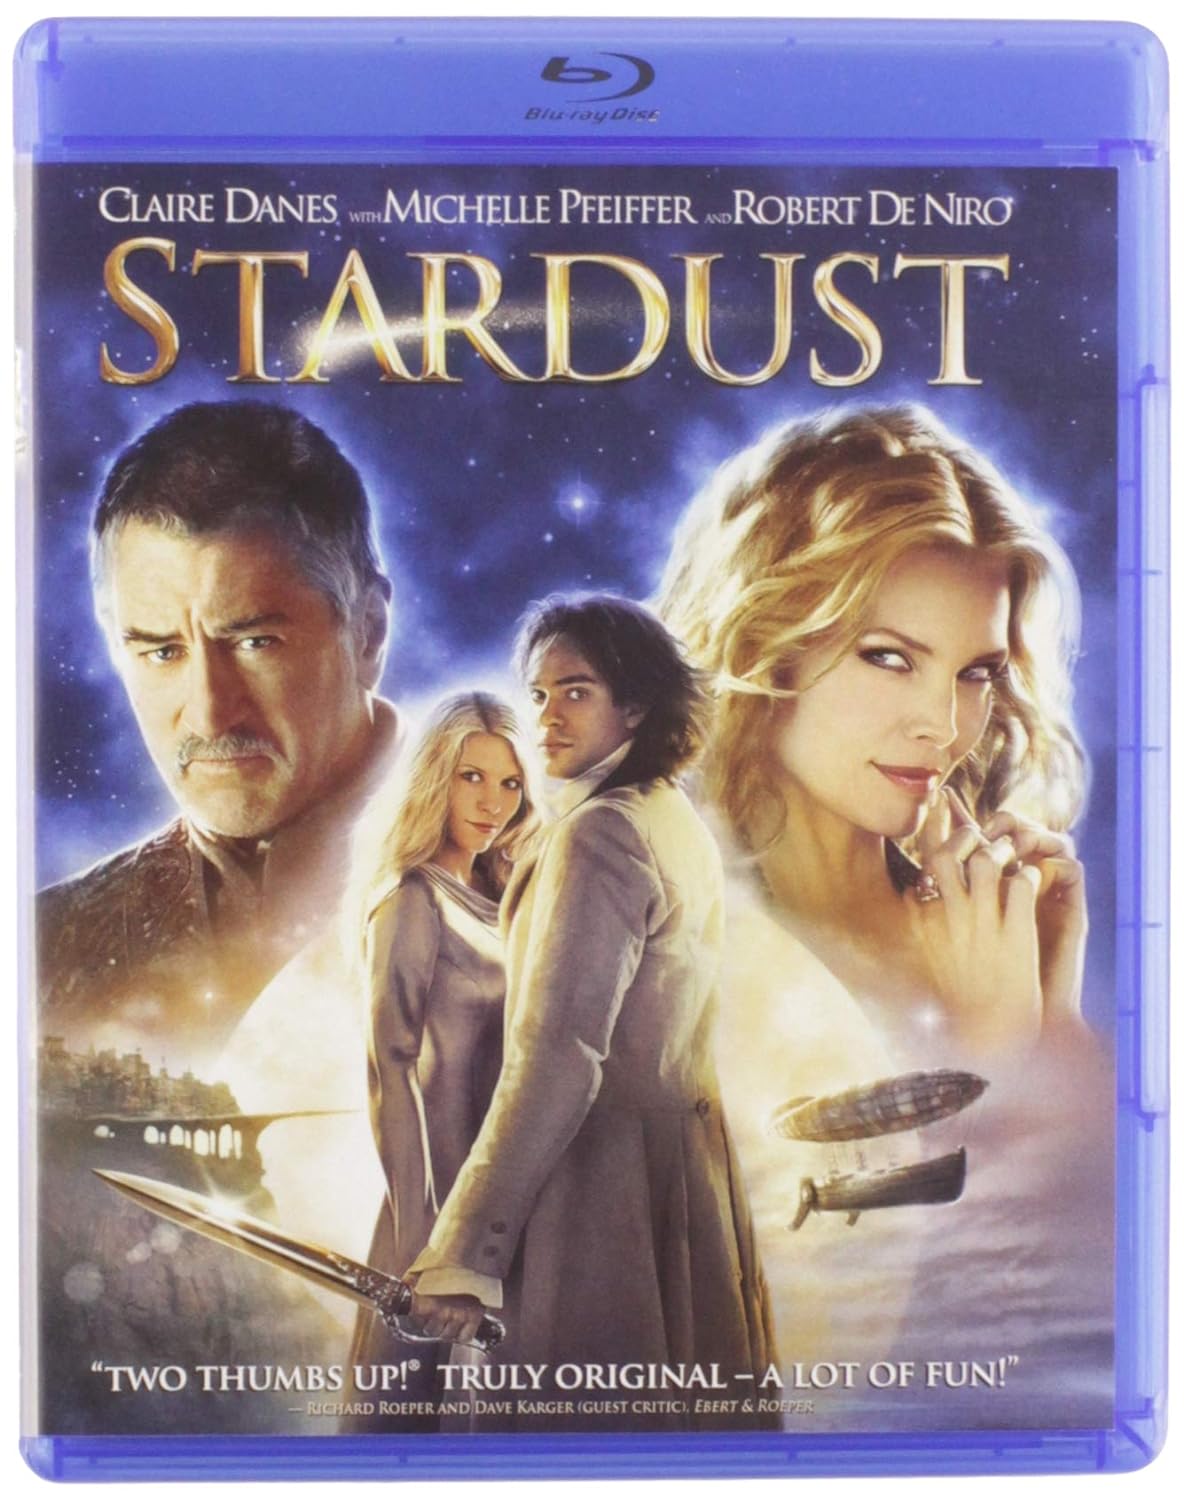 Blu-ray Disc
CLAIRE DANES WITH MICHELLE PFEIFFER AND ROBERT DE NIRO
STARDUST
“TWO THUMBS UP!® TRULY ORIGINAL – A LOT OF FUN!”
— RICHARD ROEPER AND DAVE KARGER (GUEST CRITIC), EBERT & ROEPER